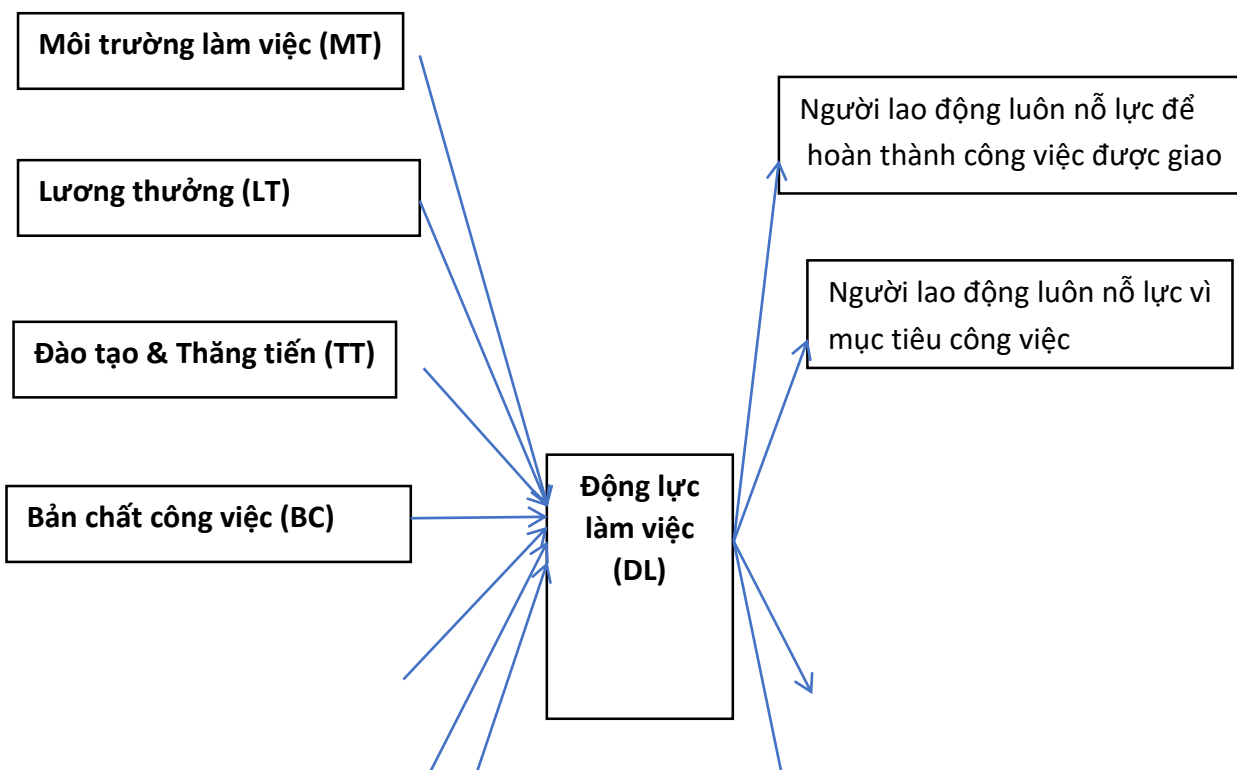 Môi trường làm việc (MT)
Lương thưởng (LT)
Đào tạo & Thăng tiến (TT)
Bản chất công việc (BC)
Động lực
làm việc
(DL)
Người lao động luôn nỗ lực để
hoàn thành công việc được giao
Người lao động luôn nỗ lực vì
mục tiêu công việc